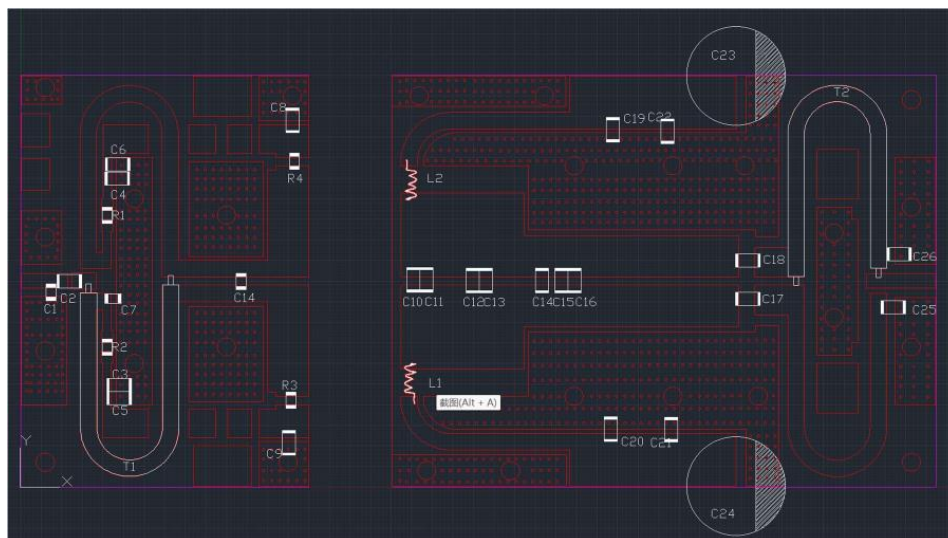 C23
T2
C8
C19 C22
C6
R4
L2
C4
R1
C26
C18
C2
C1
C7
C14
C10 C11 C12 C13 C14 C15 C16
C17
C25
R2
C3
L1
R3
截图(Alt + A)
C5
Y
C20 C21
C9
T1
X
C24